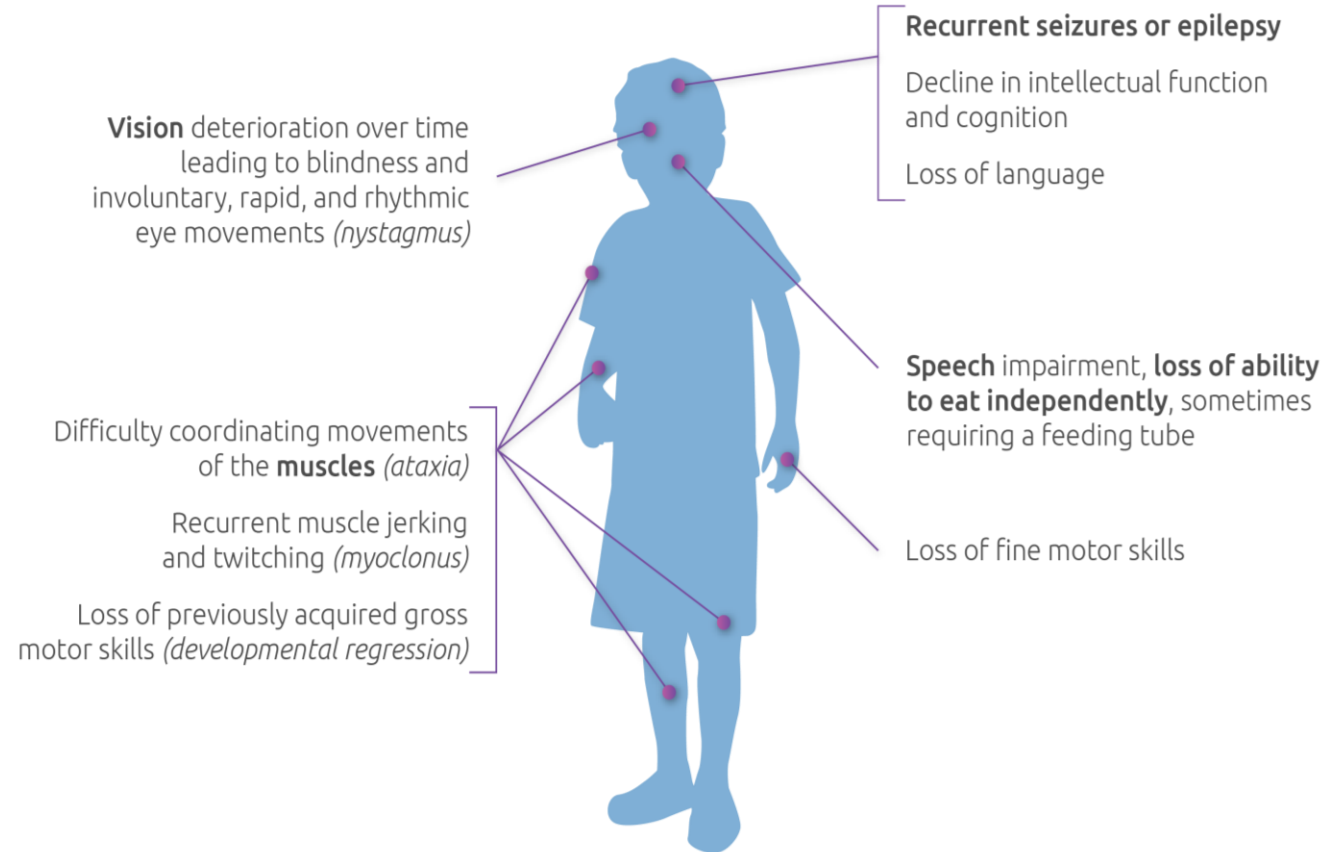 Recurrent seizures or epilepsy
Decline in intellectual function
and cognition
Loss of language
Vision deterioration over time
leading to blindness and
involuntary, rapid, and rhythmic
eye movements (nystagmus)
Speech impairment, loss of ability
to eat independently, sometimes
requiring a feeding tube
Difficulty coordinating movements
of the muscles (ataxia)
Recurrent muscle jerking
and twitching (myoclonus)
Loss of previously acquired gross
motor skills (developmental regression)
Loss of fine motor skills